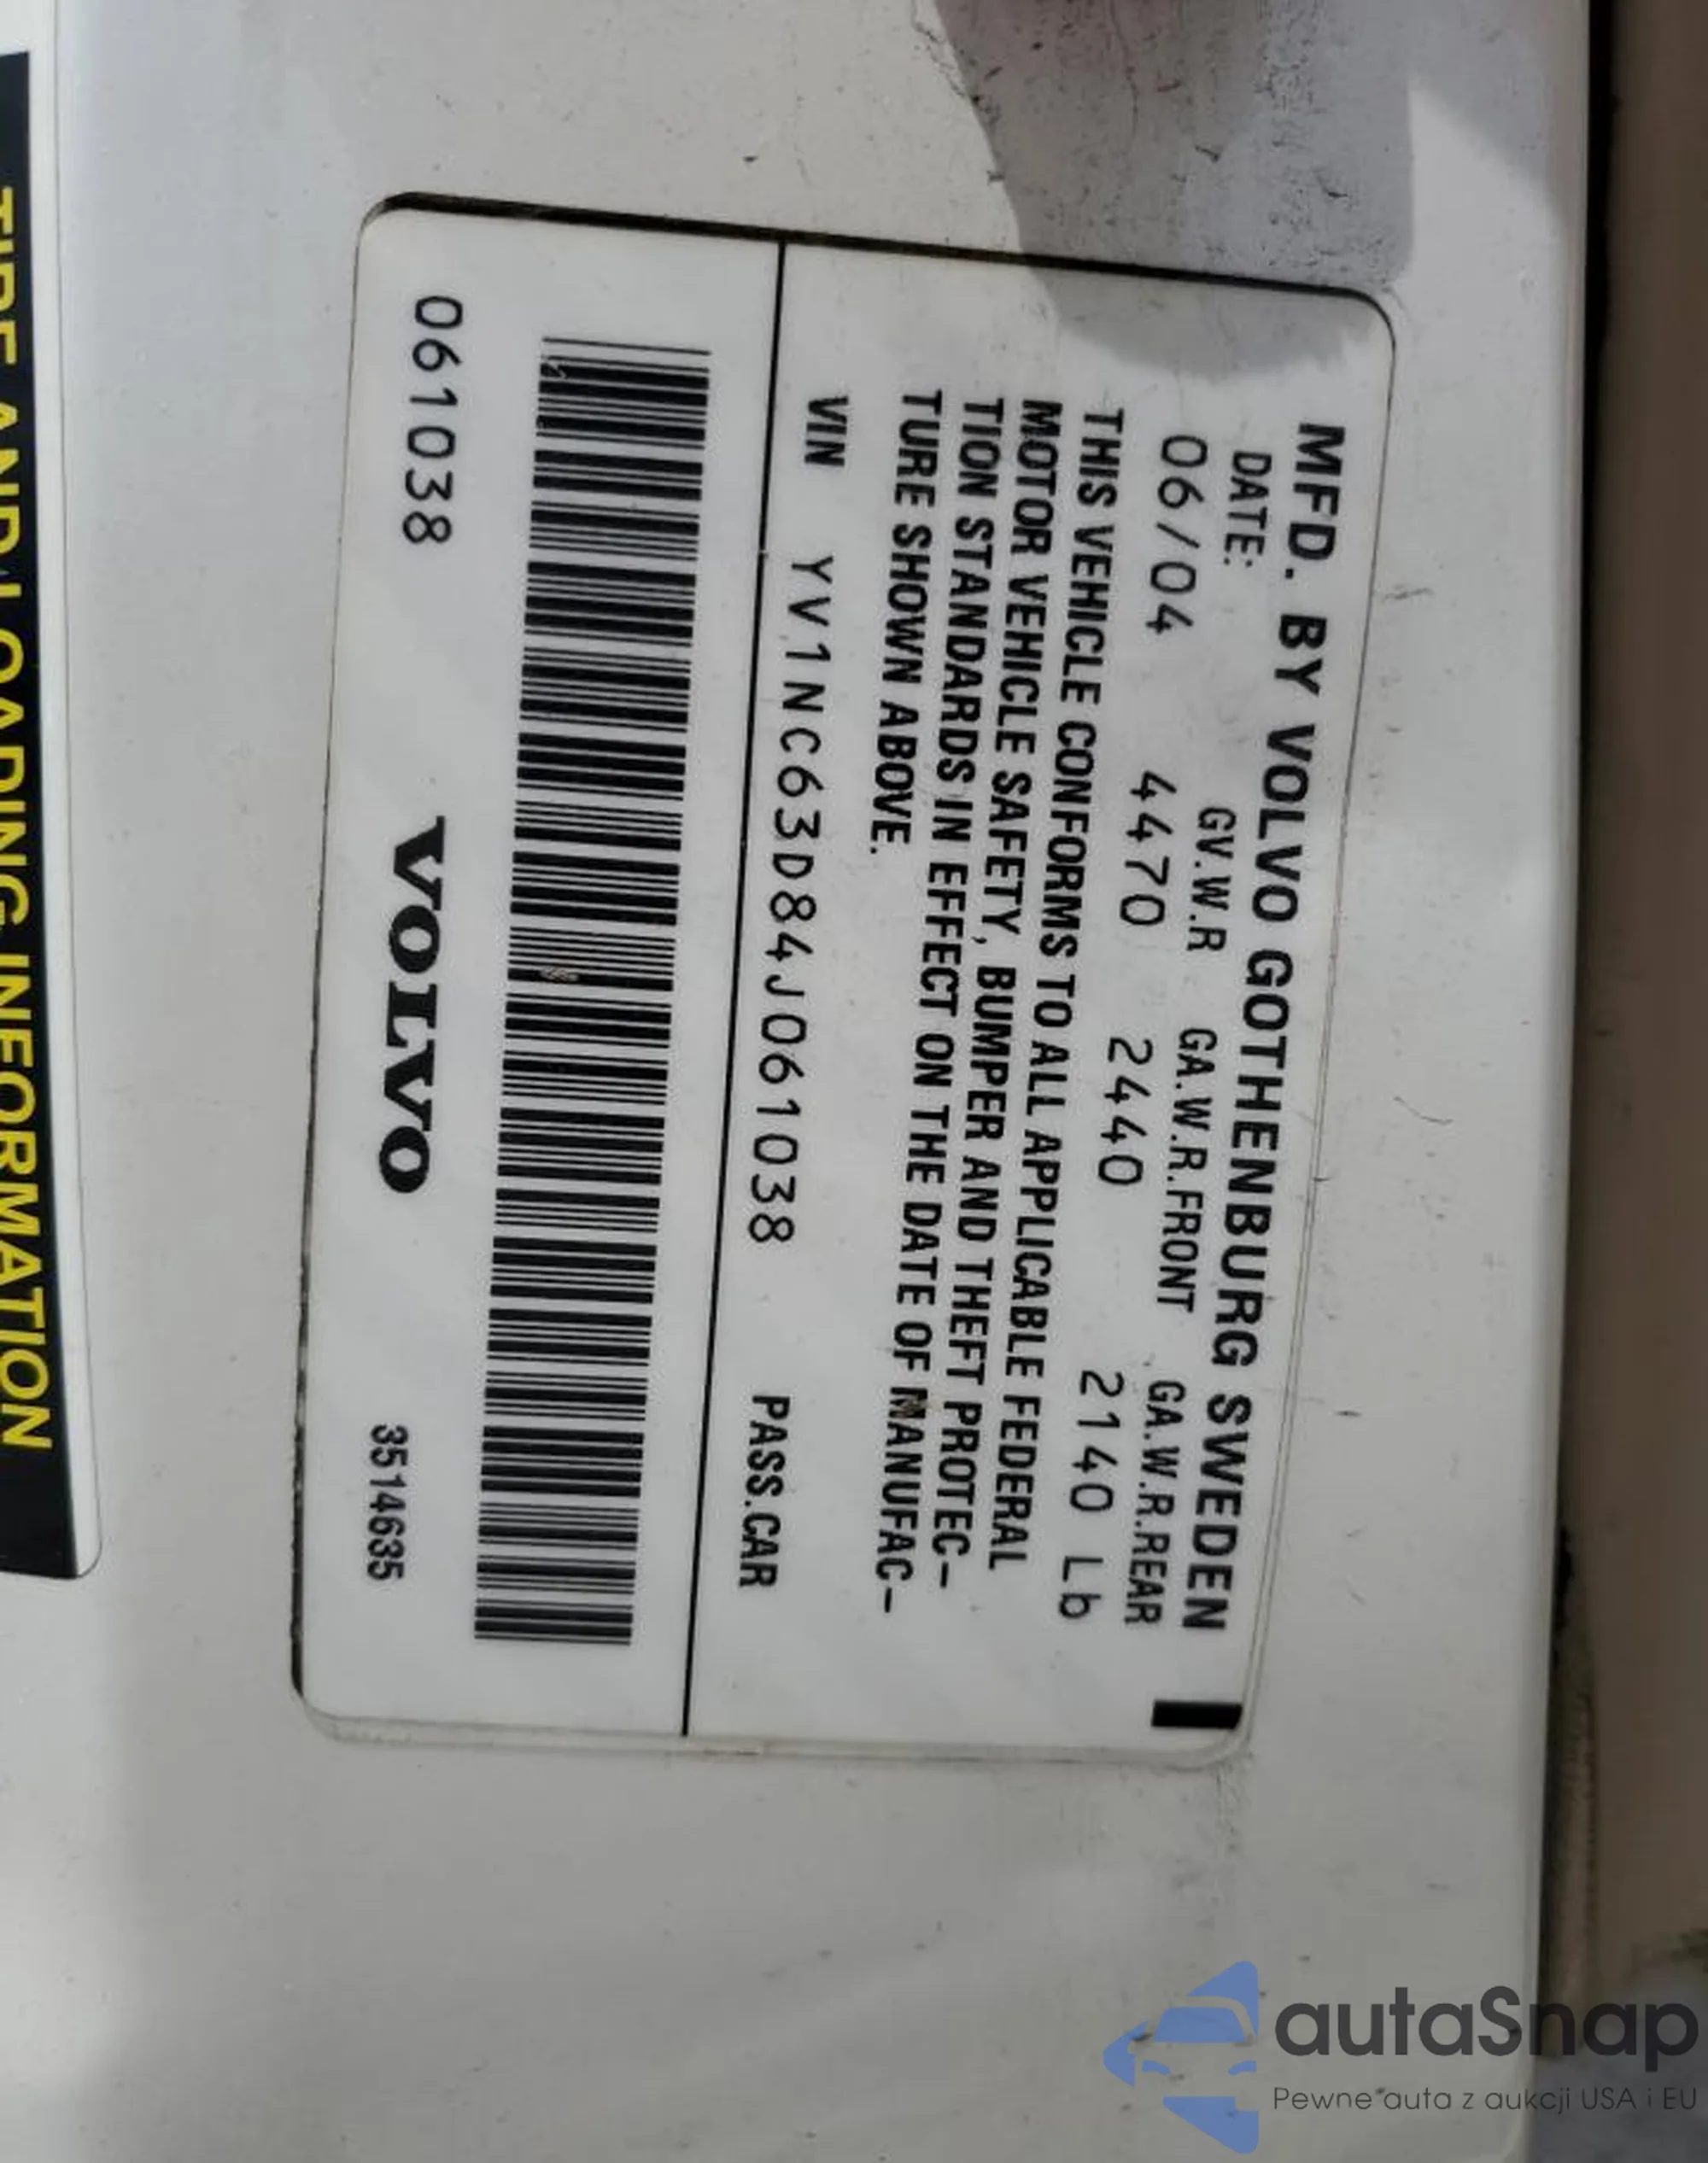 MFD. BY VOLVO GOTHENBURG SWEDEN
DATE: GV.W.R GA.W.R.FRONT GA.W.R.REAR
06/04 4470 2440 2140 Lb
THIS VEHICLE CONFORMS TO ALL APPLICABLE FEDERAL
MOTOR VEHICLE SAFETY, BUMPER AND THEFT PROTEC-
TION STANDARDS IN EFFECT ON THE DATE OF MANUFAC-
TURE SHOWN ABOVE.
VIN YV1NC63D84J061038 PASS.CAR
061038 VOLVO 3514635
TIRE AND LOADING INFORMATION
autaSnap
Pewne auta z aukcji USA i EU